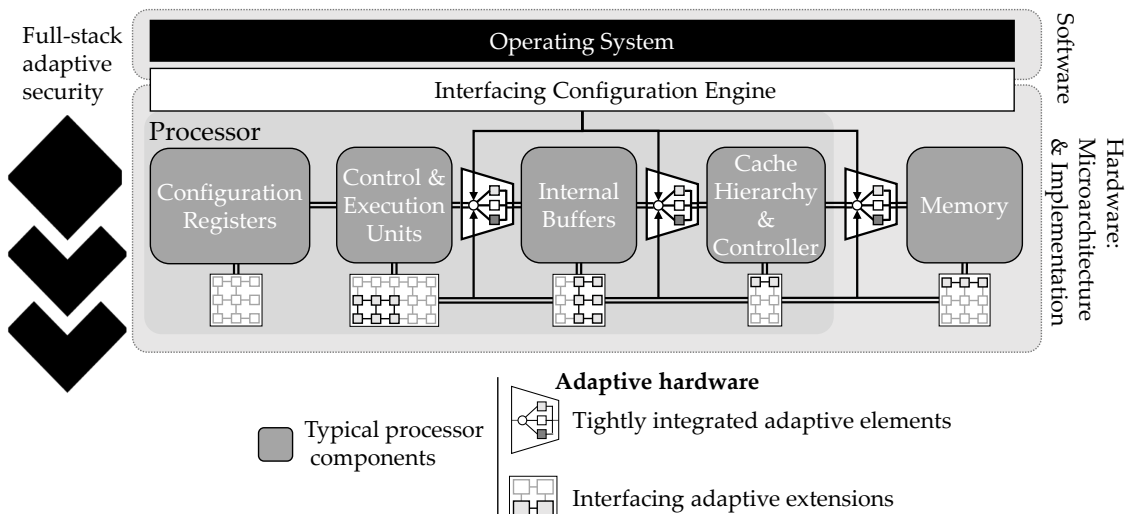 Full-stack
adaptive
security
Operating System
Interfacing Configuration Engine
Software
Processor
Configuration
Registers
Control &
Execution
Units
Internal
Buffers
Cache
Hierarchy
&
Controller
Memory
Hardware:
Microarchitecture
& Implementation
Typical processor
components
Adaptive hardware
Tightly integrated adaptive elements
Interfacing adaptive extensions